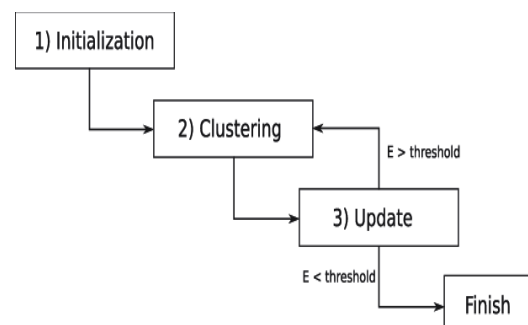 1) Initialization
2) Clustering
E > threshold
3) Update
E < threshold
Finish